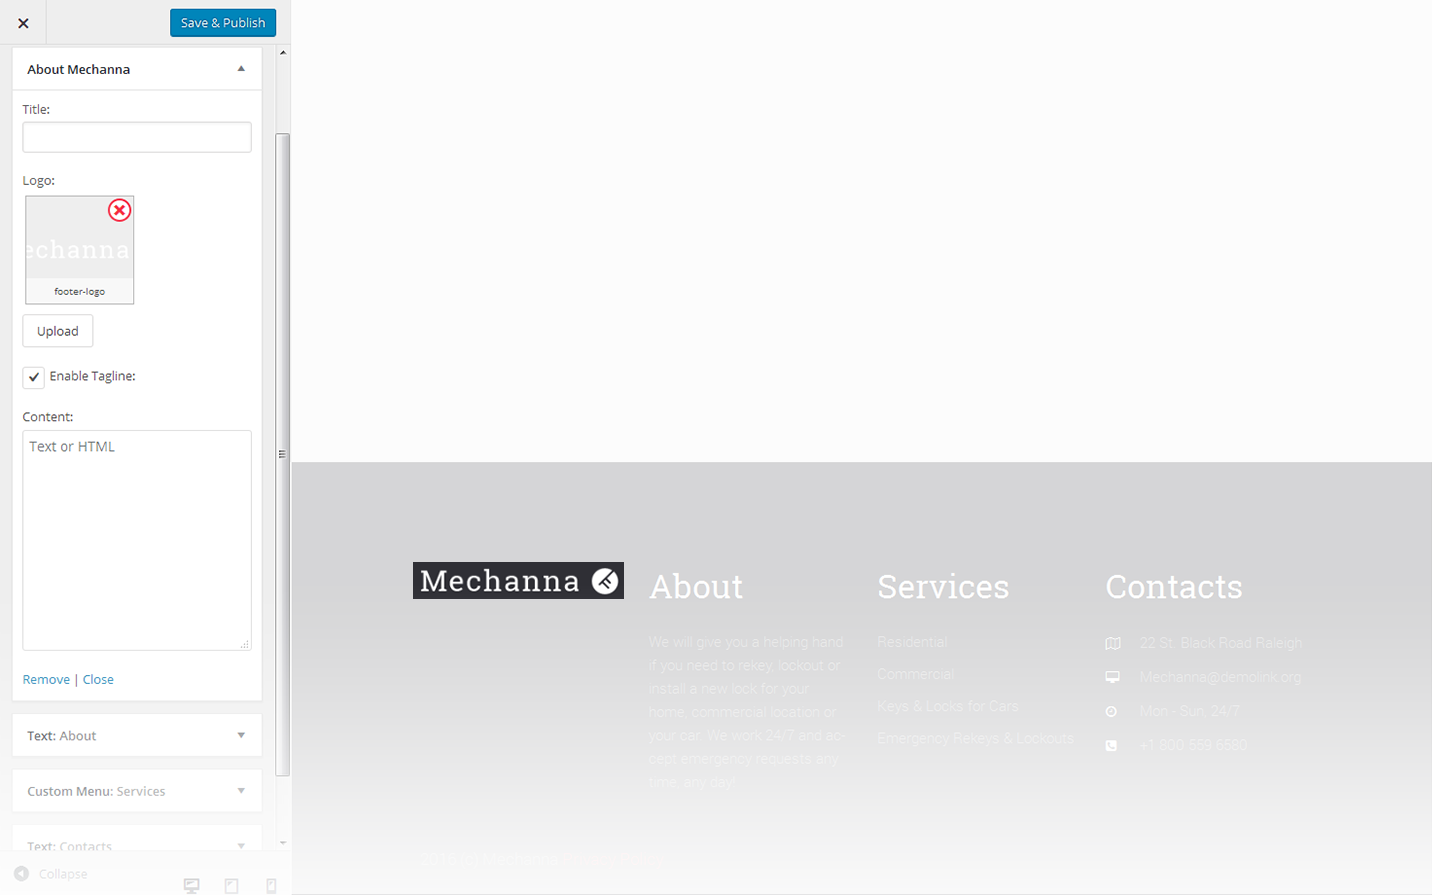 Save & Publish
About Mechanna
Title:
Logo:
echanna
footer-logo
Upload
Enable Tagline:
Content:
Text or HTML
Remove | Close
Text: About
Custom Menu: Services
Text: Contacts
Collapse
Mechanna
About
We will give you a helping hand
if you need to rekey, lockout or
install a new lock for your
home, commercial location or
your car. We work 24/7 and ac-
cept emergency requests any
time, any day!
Services
Residential
Commercial
Keys & Locks for Cars
Emergency Rekeys & Lockouts
Contacts
22 St. Black Road Raleigh
Mechanna@demolink.org
Mon - Sun: 24/7
+1 800 559 6580